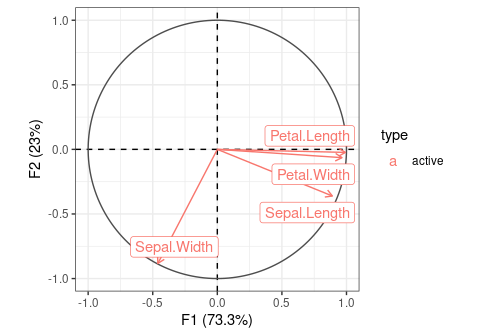 1.0
0.5
0.0
-0.5
-1.0
F2 (23%)
Petal.Length
Petal.Width
Sepal.Length
Sepal.Width
-1.0 -0.5 0.0 0.5 1.0
F1 (73.3%)
type
a active